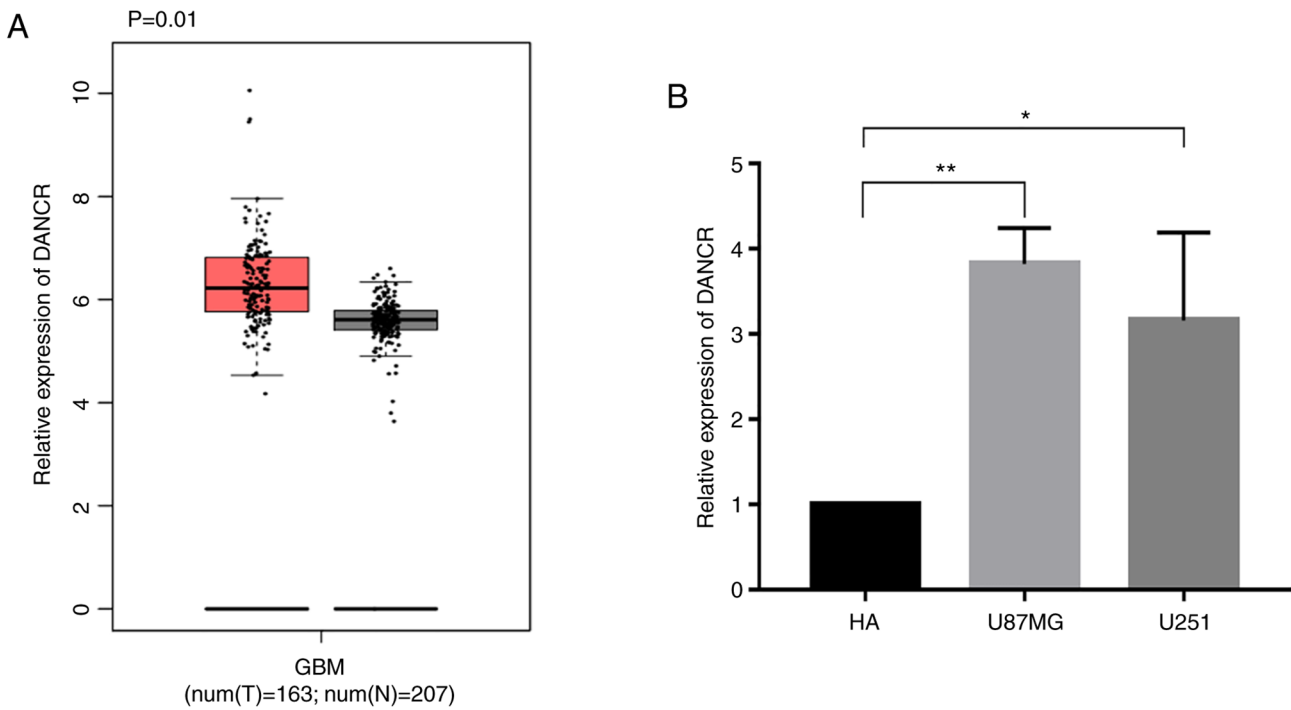 A
P=0.01
Relative expression of DANCR
10
8
6
4
2
0
GBM
(num(T)=163; num(N)=207)
B
*
**
Relative expression of DANCR
5
4
3
2
1
0
HA U87MG U251